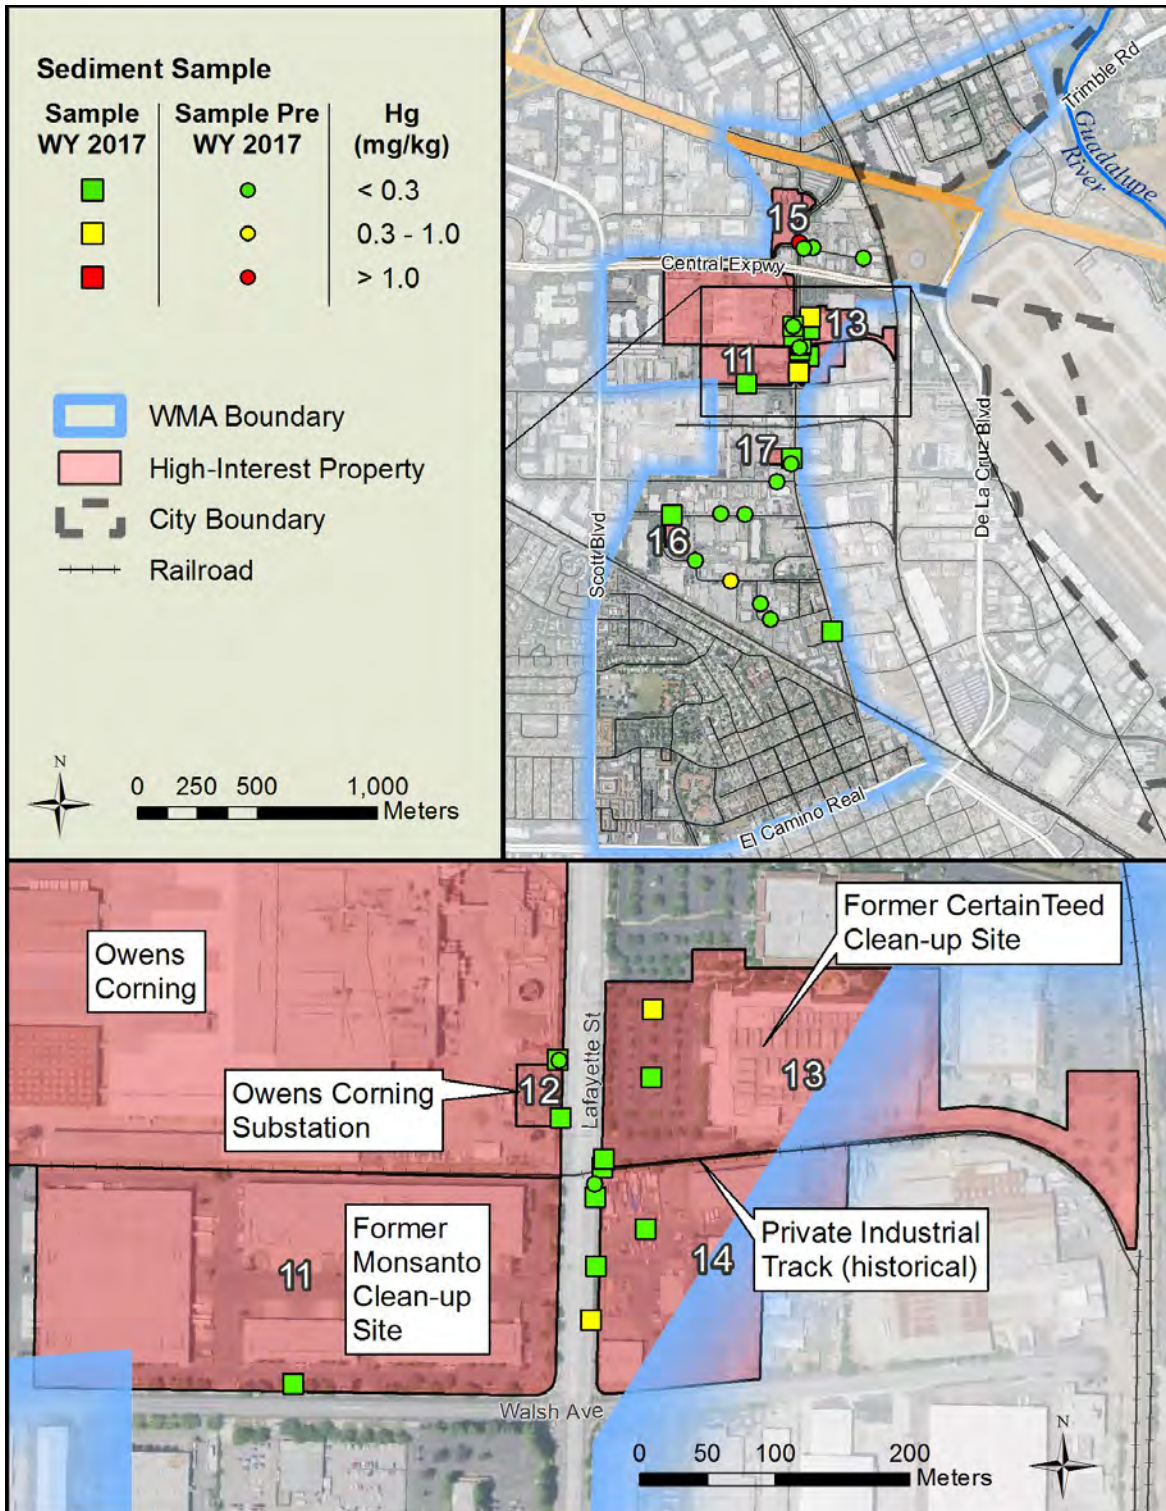 Sediment Sample
Sample WY 2017
Sample Pre WY 2017
Hg (mg/kg)
< 0.3
0.3 - 1.0
> 1.0
WMA Boundary
High-Interest Property
City Boundary
Railroad
N
0 250 500 1,000
Meters
Trimble Rd
Guadalupe
River
15
Central Expwy
13
11
17
16
Scott Blvd
De La Cruz Blvd
El Camino Real
Owens
Corning
Former CertainTeed
Clean-up Site
Lafayette St
12
13
Owens Corning
Substation
Former
Monsanto
Clean-up
Site
11
14
Private Industrial
Track (historical)
Walsh Ave
N
0 50 100 200
Meters